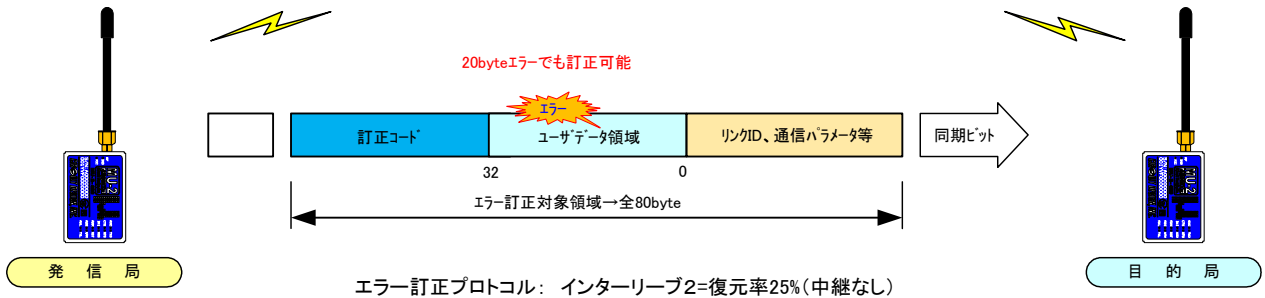 20byteエラーでも訂正可能
エラー
訂正コード
ユーザデータ領域
リンクID、通信パラメータ等
同期ビット
32
0
エラー訂正対象領域→全80byte
発 信 局
目 的 局
エラー訂正プロトコル: インターリーブ2=復元率25%(中継なし)